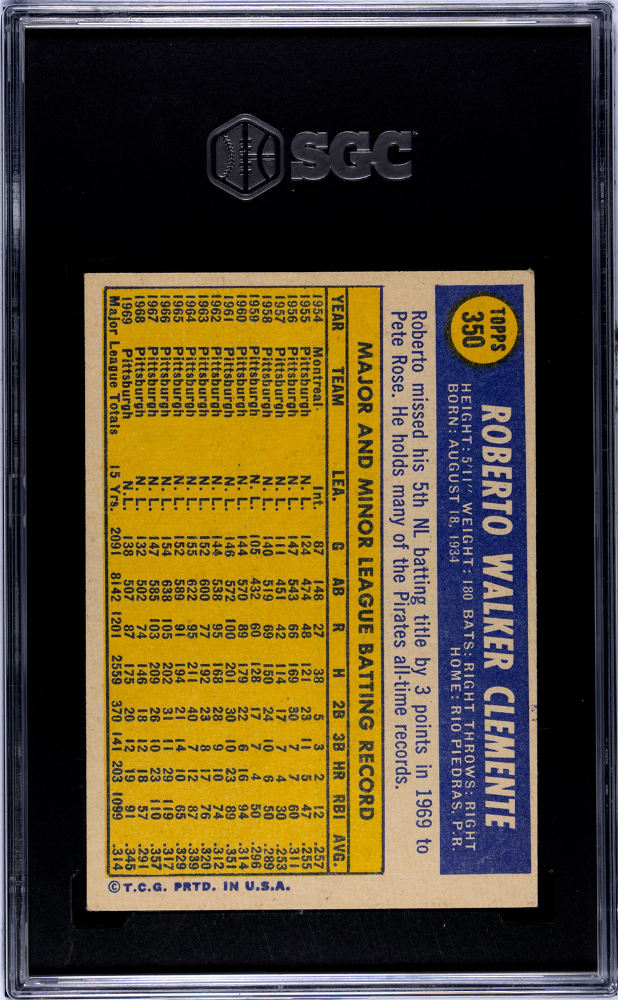 SGC
TOPPS
350
ROBERTO WALKER CLEMENTE
HEIGHT: 5'11" WEIGHT: 180 BATS: RIGHT THROWS: RIGHT
BORN: AUGUST 18, 1934 HOME: RIO PIEDRAS, P.R.
Roberto missed his 5th NL batting title by 3 points in 1969 to
Pete Rose. He holds many of the Pirates all-time records.
MAJOR AND MINOR LEAGUE BATTING RECORD
YEAR TEAM LEA. G AB R H 2B 3B HR RBI AVG.
1954 Montreal Int. 87 148 27 38 5 3 2 12 .257
1955 Pittsburgh N. L. 124 474 48 121 23 11 5 47 .255
1956 Pittsburgh N. L. 147 543 66 169 30 7 7 60 .311
1957 Pittsburgh N. L. 111 451 42 114 17 7 4 30 .253
1958 Pittsburgh N. L. 140 519 69 150 24 10 6 50 .289
1959 Pittsburgh N. L. 105 432 60 128 17 7 4 50 .296
1960 Pittsburgh N. L. 144 570 89 179 22 6 16 94 .314
1961 Pittsburgh N. L. 146 572 100 201 30 10 23 89 .351
1962 Pittsburgh N. L. 144 538 95 168 28 9 10 74 .312
1963 Pittsburgh N. L. 152 600 77 192 23 8 17 76 .320
1964 Pittsburgh N. L. 155 622 95 211 40 7 12 87 .339
1965 Pittsburgh N. L. 152 589 91 194 21 14 10 65 .329
1966 Pittsburgh N. L. 154 638 105 202 31 11 29 119 .317
1967 Pittsburgh N. L. 147 585 103 209 26 10 23 110 .357
1968 Pittsburgh N. L. 132 502 74 146 18 12 18 57 .291
1969 Pittsburgh N. L. 138 507 87 175 20 12 19 91 .345
Major League Totals 15 Yrs. 2091 8142 1201 2559 370 141 203 1099 .314
©T.C.G. PRTD. IN U.S.A.